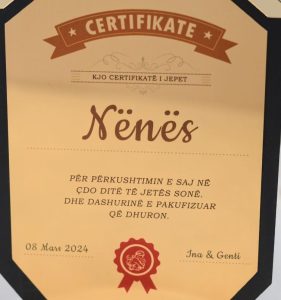 CERTIFIKATE
KJO CERTIFIKATË I JEPET
Nënës
PËR PËRKUSHTIMIN E SAJ NË
ÇDO DITË TË JETËS SONË.
DHE DASHURINË E PAKUFIZUAR
QË DHURON.
08 Mars 2024
Ina & Genti